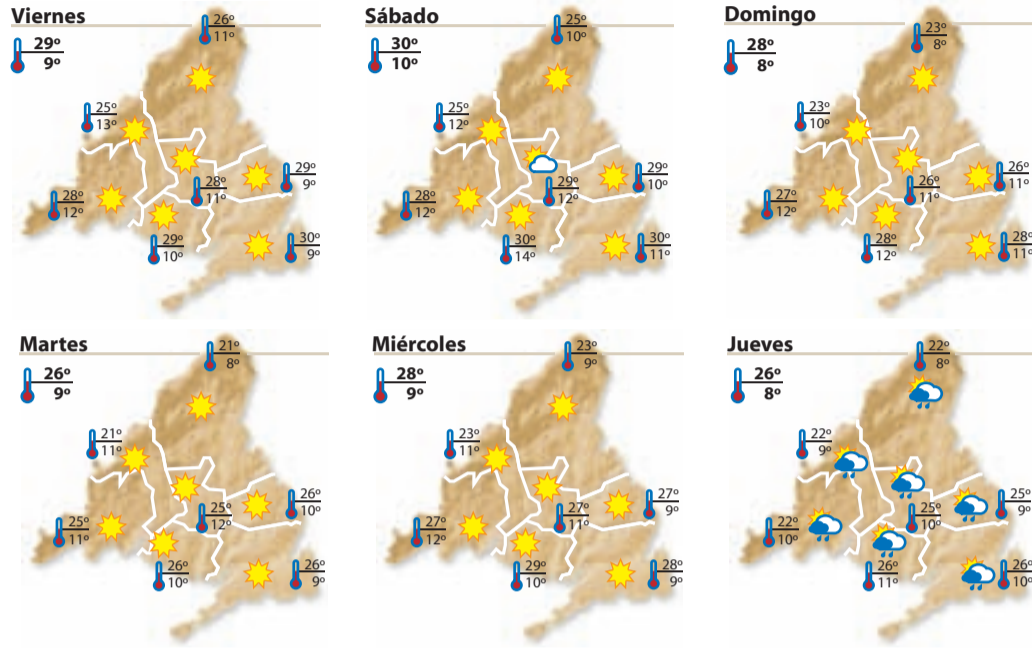 Viernes
29º
9º
26º
11º
25º
13º
29º
9º
28º
12º
28º
11º
29º
10º
30º
9º
Sábado
30º
10º
25º
10º
25º
12º
29º
10º
28º
12º
29º
12º
30º
14º
30º
11º
Domingo
28º
8º
23º
8º
23º
10º
26º
11º
27º
12º
26º
11º
28º
12º
28º
11º
Martes
26º
9º
21º
8º
21º
11º
26º
10º
25º
11º
25º
12º
26º
10º
26º
9º
Miércoles
28º
9º
23º
9º
23º
11º
27º
9º
27º
12º
27º
11º
29º
10º
28º
9º
Jueves
26º
8º
22º
8º
22º
9º
25º
9º
22º
10º
25º
10º
26º
11º
26º
10º